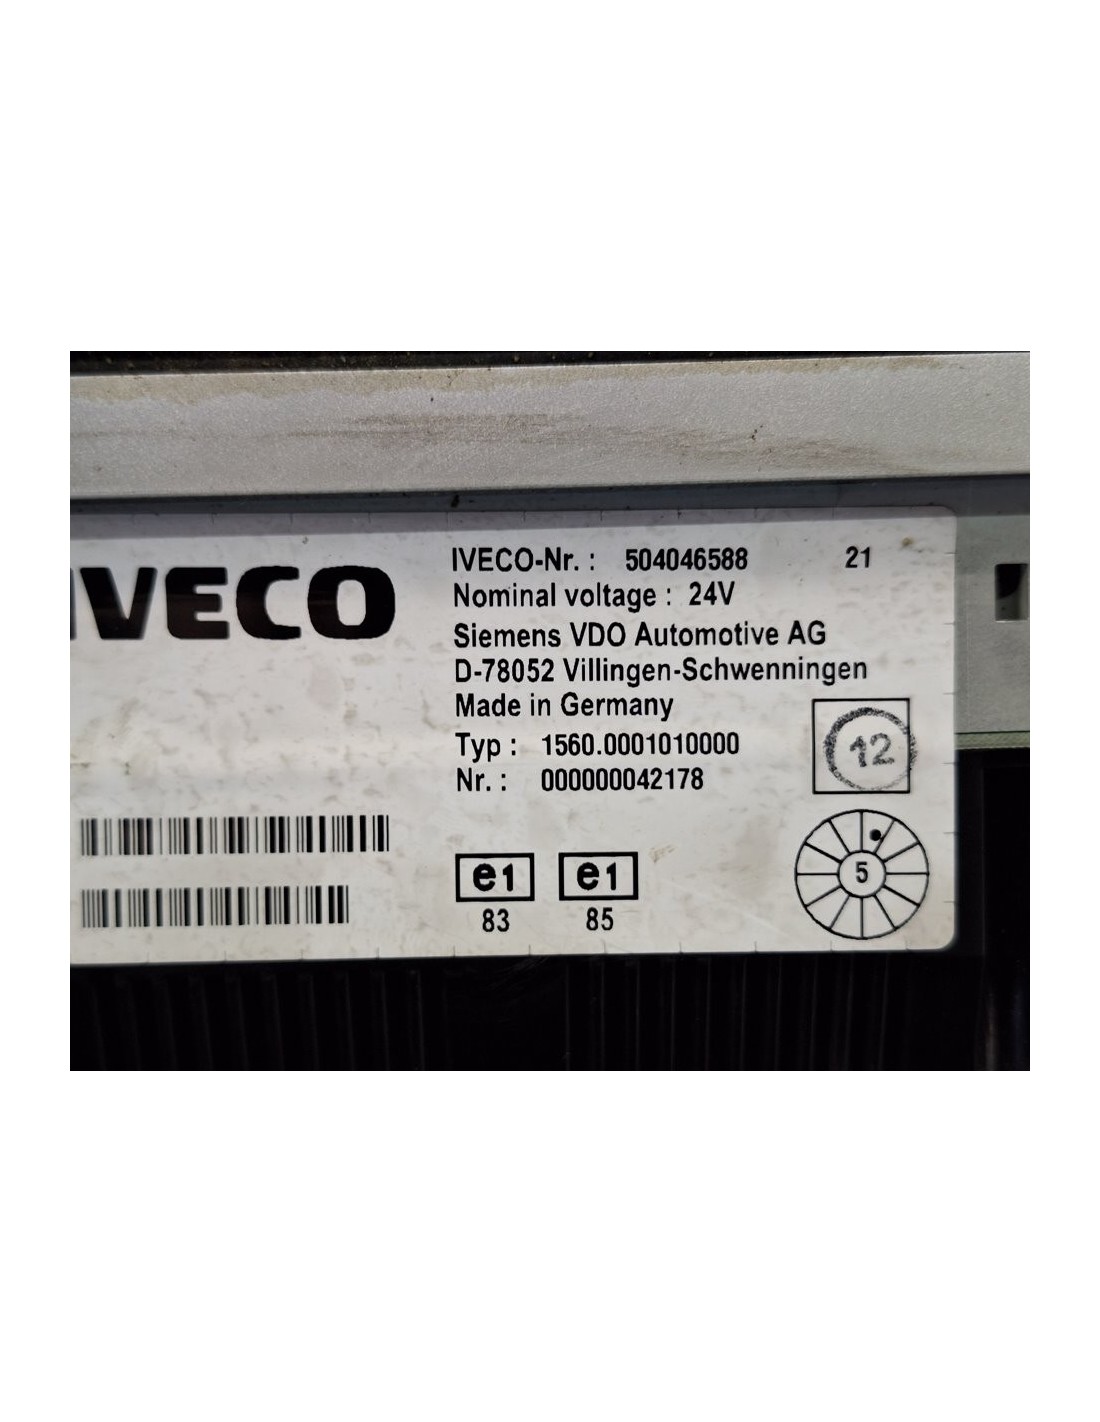 IVECO
IVECO-Nr. : 504046588 21
Nominal voltage : 24V
Siemens VDO Automotive AG
D-78052 Villingen-Schwenningen
Made in Germany
Typ : 1560.0001010000
Nr. : 000000042178
12
e1 e1
83 85
5